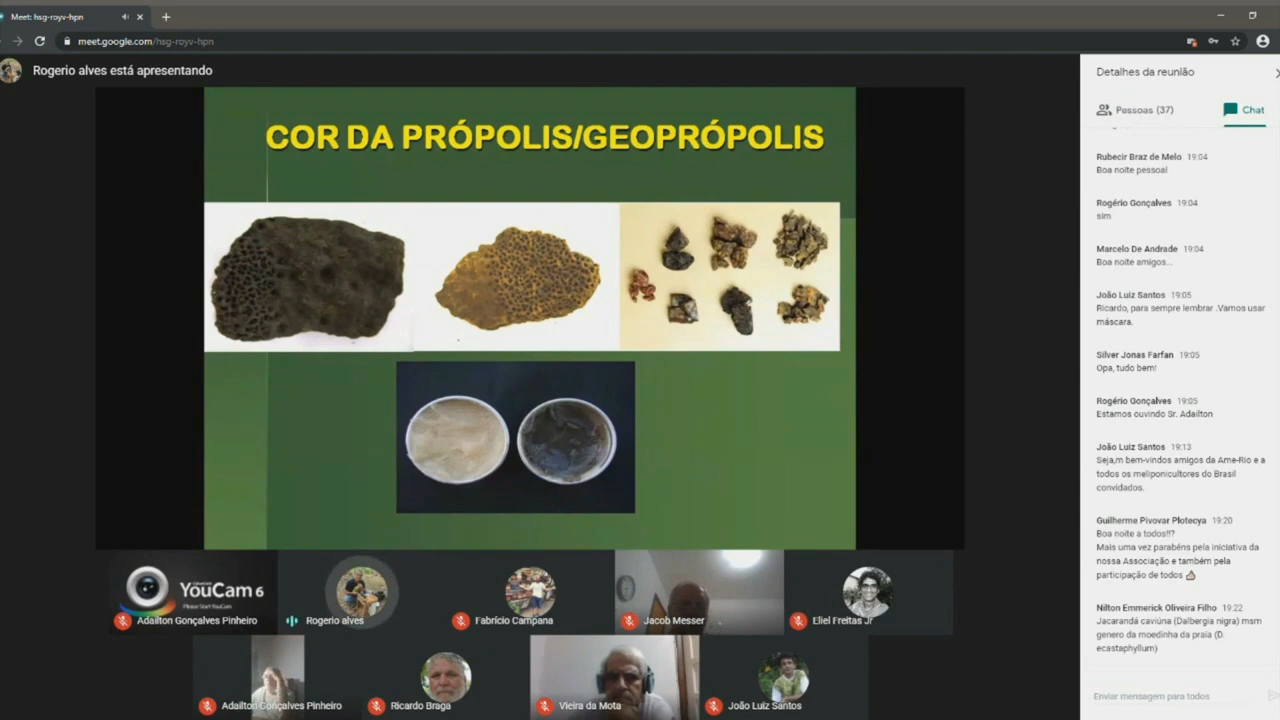 Meet: hsg-royv-hpn
meet.google.com/hsg-royv-hpn
Rogerio alves está apresentando
COR DA PRÓPOLIS/GEOPRÓPOLIS
YouCam 6
Please Start YouCam
Adailton Gonçalves Pinheiro
Rogerio alves
Fabrício Campana
Jacob Messer
Eliel Freitas Jr
Adailton Gonçalves Pinheiro
Ricardo Braga
Vieira da Mota
João Luiz Santos
Detalhes da reunião
Pessoas (37)
Chat
Rubecir Braz de Melo 19:04
Boa noite pessoal
Rogério Gonçalves 19:04
sim
Marcelo De Andrade 19:04
Boa noite amigos...
João Luiz Santos 19:05
Ricardo, para sempre lembrar .Vamos usar
máscara.
Silver Jonas Farfan 19:05
Opa, tudo bem!
Rogério Gonçalves 19:05
Estamos ouvindo Sr. Adailton
João Luiz Santos 19:13
Seja,m bem-vindos amigos da Ame-Rio e a
todos os meliponicultores do Brasil
convidados.
Guilherme Pivovar Plotecya 19:20
Boa noite a todos!!?
Mais uma vez parabéns pela iniciativa da
nossa Associação e também pela
participação de todos 👍
Nilton Emmerick Oliveira Filho 19:22
Jacarandá caviúna (Dalbergia nigra) msm
genero da moedinha da praia (D.
ecastaphyllum)
Enviar mensagem para todos